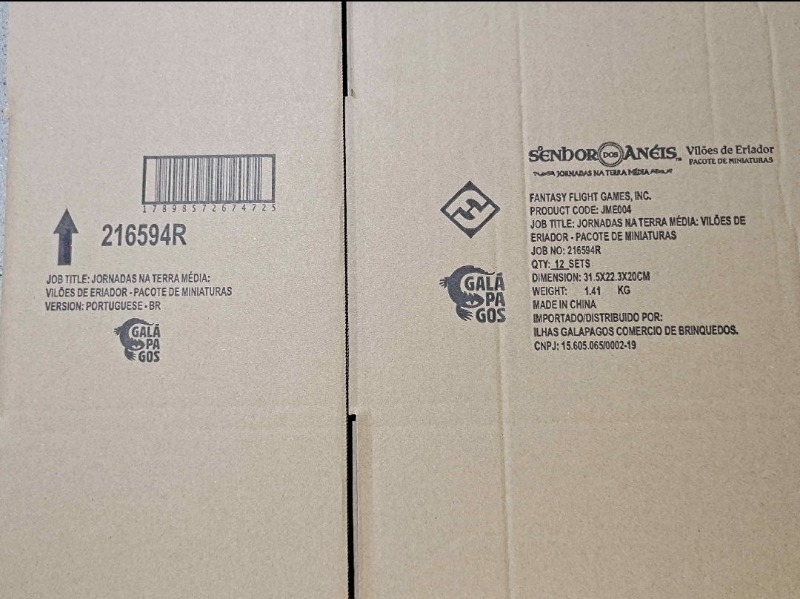 17898572674725
216594R
JOB TITLE: JORNADAS NA TERRA MÉDIA:
VILÕES DE ERIADOR - PACOTE DE MINIATURAS
VERSION: PORTUGUESE - BR
GALÁ
PA
GOS
SENHOR DOS ANÉIS™ Vilões de Eriador
JORNADAS NA TERRA MÉDIA PACOTE DE MINIATURAS
FANTASY FLIGHT GAMES, INC.
PRODUCT CODE: JME004
JOB TITLE: JORNADAS NA TERRA MÉDIA: VILÕES DE
ERIADOR - PACOTE DE MINIATURAS
JOB NO: 216594R
QTY: 12 SETS
DIMENSION: 31.5X22.3X20CM
WEIGHT: 1.41 KG
MADE IN CHINA
IMPORTADO/DISTRIBUIDO POR:
ILHAS GALAPAGOS COMERCIO DE BRINQUEDOS.
CNPJ: 15.605.065/0002-19
GALÁ
PA
GOS